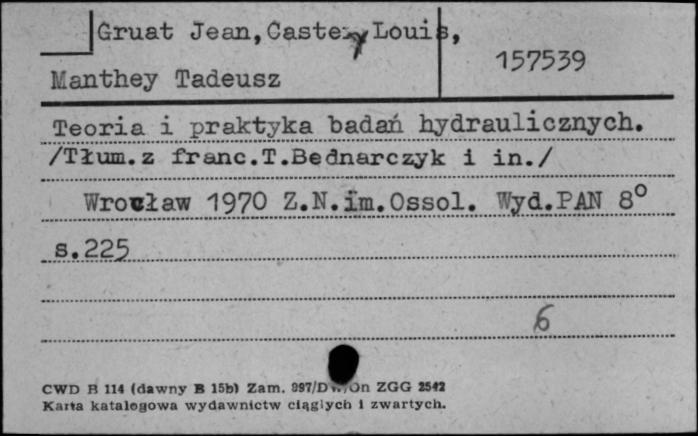 Gruat Jean, Castex Louis,
157539
Manthey Tadeusz
Teoria i praktyka badań hydraulicznych.
/Tłum.z franc.T.Bednarczyk i in./
Wrocław 1970 Z.N.im.Ossol. Wyd.PAN 8°
s.225
6
CWD B 114 (dawny B 15b) Zam. 997/ ZGG 2542
Karta katalogowa wydawnictw ciągłych i zwartych.